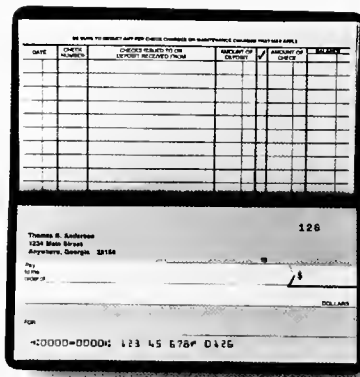 BE SURE TO DEDUCT ANY PER CHECK CHARGES OR MAINTENANCE CHARGES THAT MAY APPLY
DATE CHECK NUMBER CHECKS ISSUED TO OR DEPOSIT RECEIVED FROM AMOUNT OF DEPOSIT ✓ AMOUNT OF CHECK BALANCE
126
Thomas B. Anderson
1234 Main Street
Anywhere, Georgia
Pay
to the
order of
$
DOLLARS
FOR
⑆0000⑉0000⑆ 123 45 678⑈ 0126